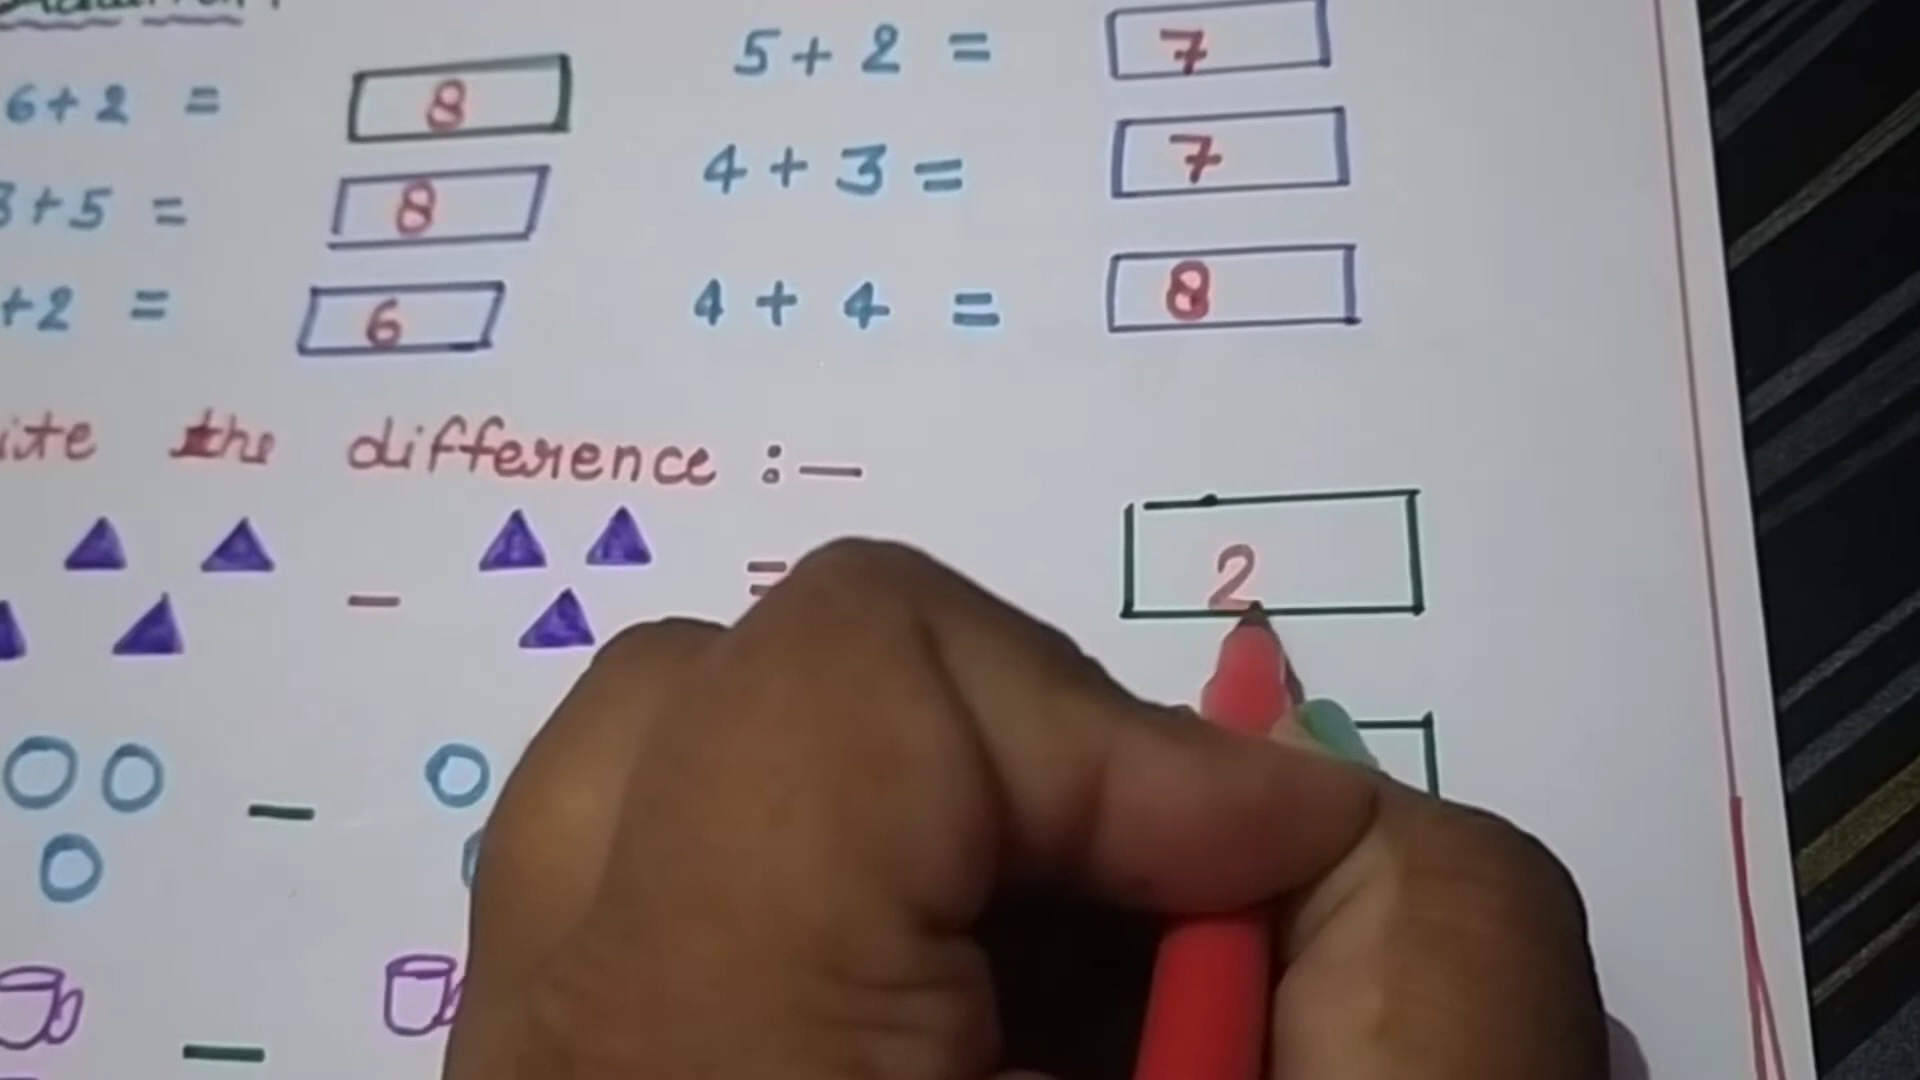 6+2 = 8
5+2 = 7
3+5 = 8
4+3= 7
+2 = 6
4+4 = 8
the difference :—
— = 2
—
—